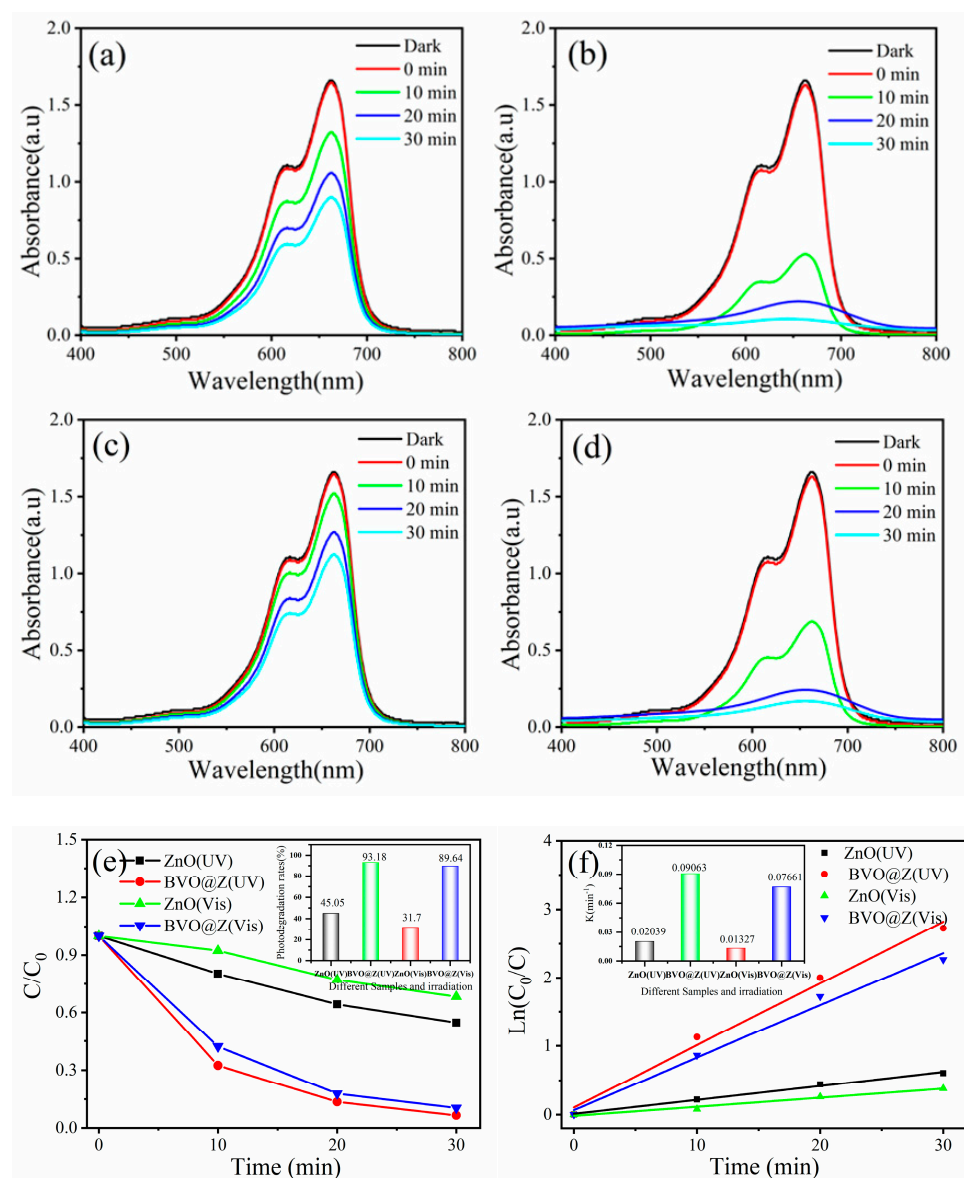 (a)
Dark
0 min
10 min
20 min
30 min
2.0
1.5
1.0
0.5
0.0
Absorbance(a.u)
400 500 600 700 800
Wavelength(nm)
(b)
Dark
0 min
10 min
20 min
30 min
2.0
1.5
1.0
0.5
0.0
Absorbance(a.u)
400 500 600 700 800
Wavelength(nm)
(c)
Dark
0 min
10 min
20 min
30 min
2.0
1.5
1.0
0.5
0.0
Absorbance(a.u)
400 500 600 700 800
Wavelength(nm)
(d)
Dark
0 min
10 min
20 min
30 min
2.0
1.5
1.0
0.5
0.0
Absorbance(a.u)
400 500 600 700 800
Wavelength(nm)
(e)
ZnO(UV)
BVO@Z(UV)
ZnO(Vis)
BVO@Z(Vis)
1.5
1.2
0.9
0.6
0.3
0.0
C/C0
0 10 20 30
Time (min)
Photodegradation rates(%)
100
80
60
40
20
0
45.05
93.18
31.7
89.64
ZnO(UV) BVO@Z(UV) ZnO(Vis) BVO@Z(Vis)
Different Samples and irradiation
(f)
ZnO(UV)
BVO@Z(UV)
ZnO(Vis)
BVO@Z(Vis)
4
3
2
1
0
Ln(C0/C)
0 10 20 30
Time (min)
K(min-1)
0.12
0.09
0.06
0.03
0.00
0.02039
0.09063
0.01327
0.07661
ZnO(UV) BVO@Z(UV) ZnO(Vis) BVO@Z(Vis)
Different Samples and irradiation